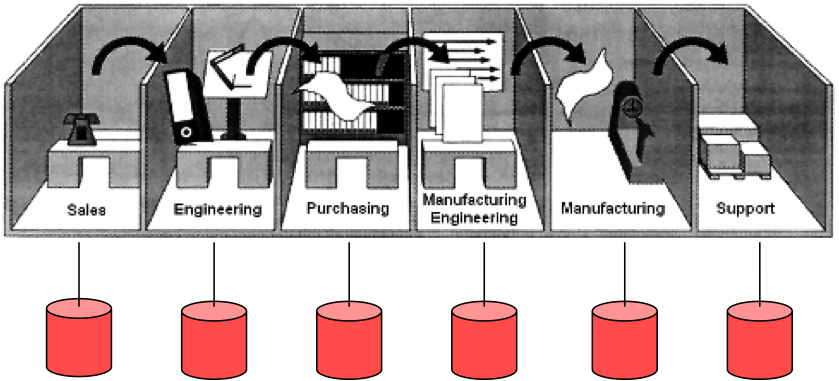 Sales
Engineering
Purchasing
Manufacturing
Engineering
Manufacturing
Support